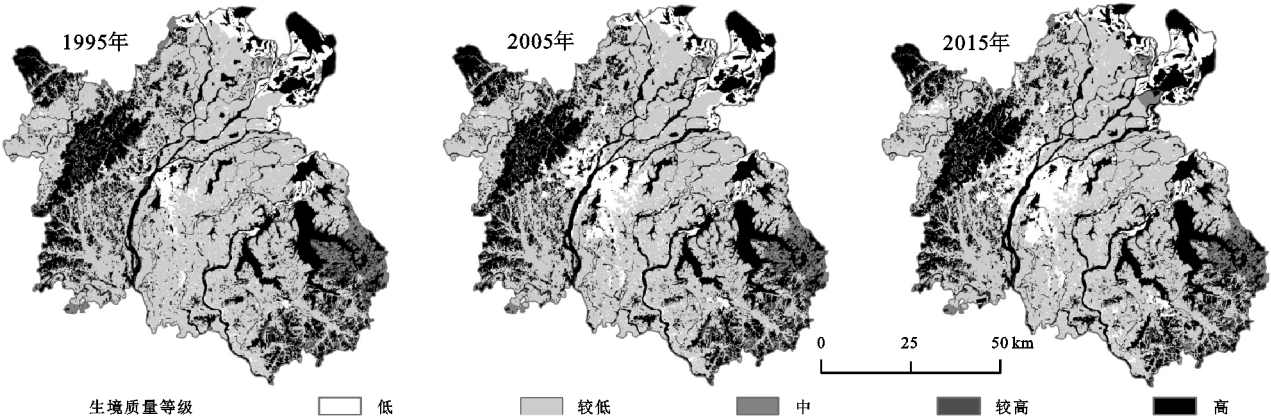 1995年
2005年
2015年
0 25 50 km
生境质量等级 低 较低 中 较高 高